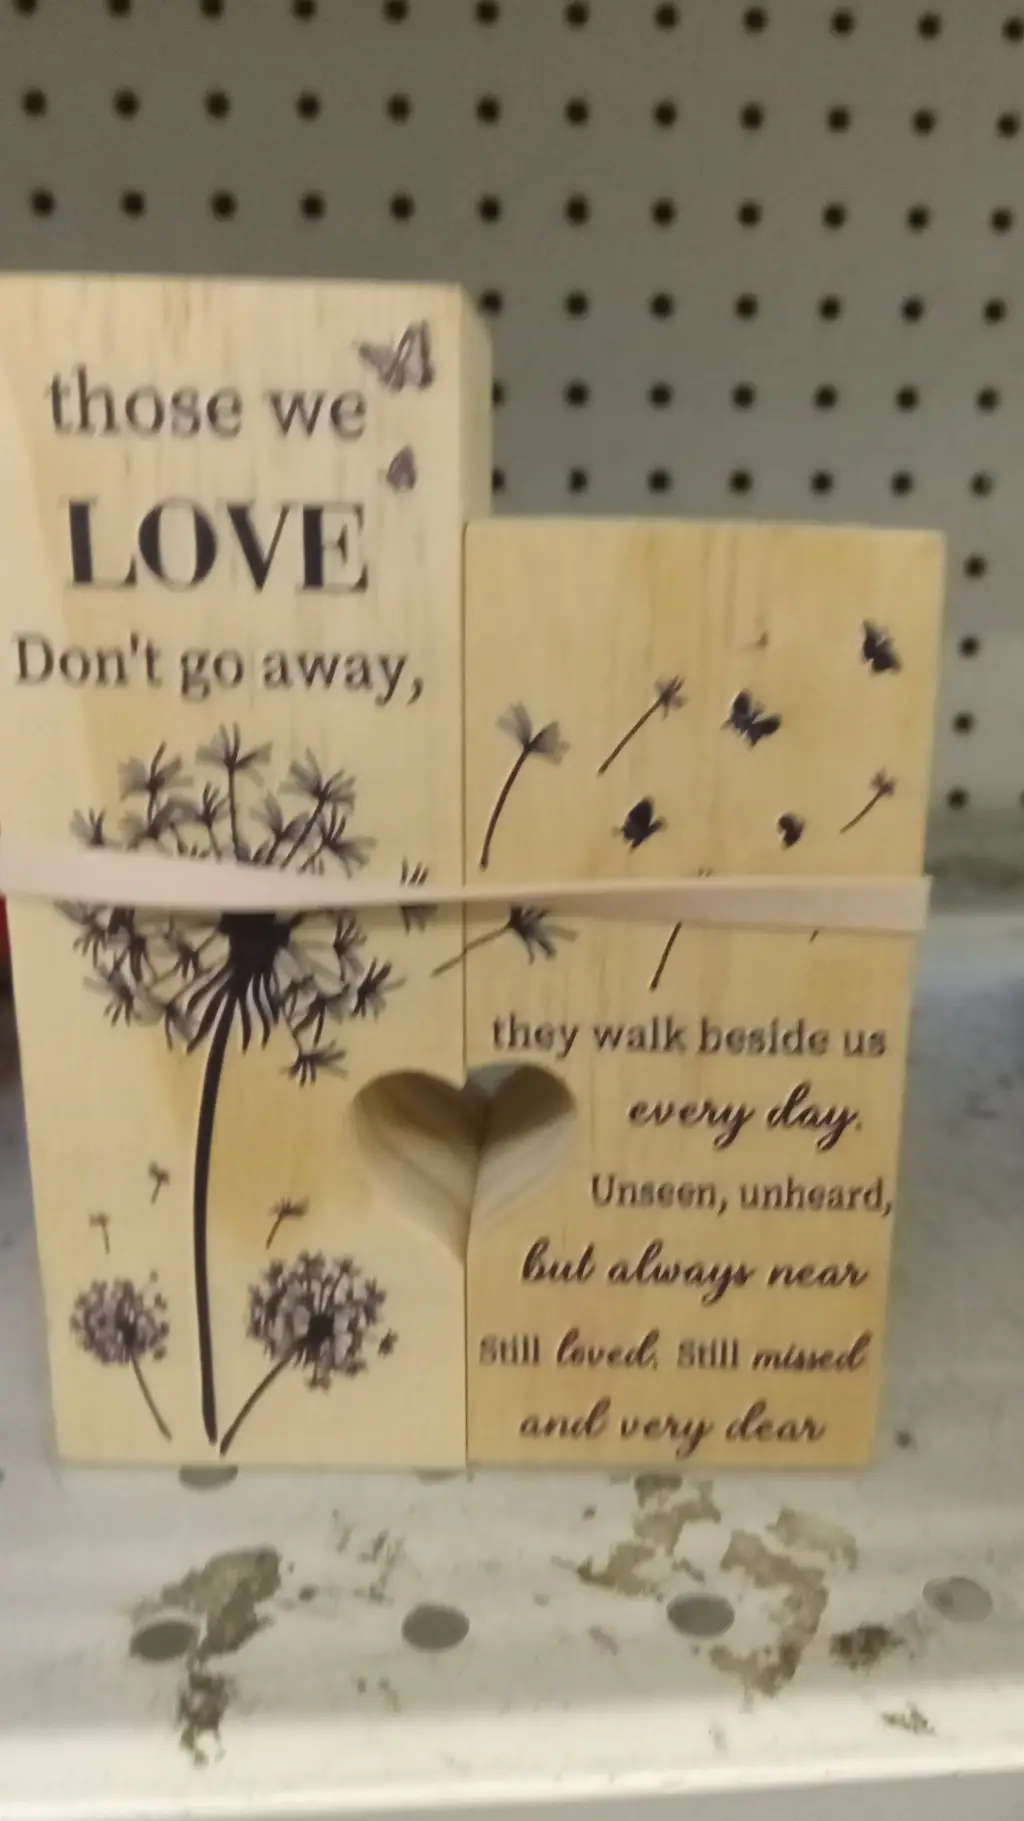 those we
LOVE
Don't go away,
they walk beside us
every day.
Unseen, unheard,
but always near
Still loved, Still missed
and very dear